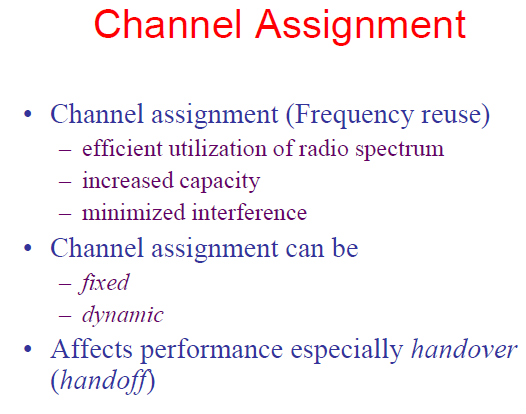 Channel Assignment
• Channel assignment (Frequency reuse)
– efficient utilization of radio spectrum
– increased capacity
– minimized interference
• Channel assignment can be
– fixed
– dynamic
• Affects performance especially handover
(handoff)